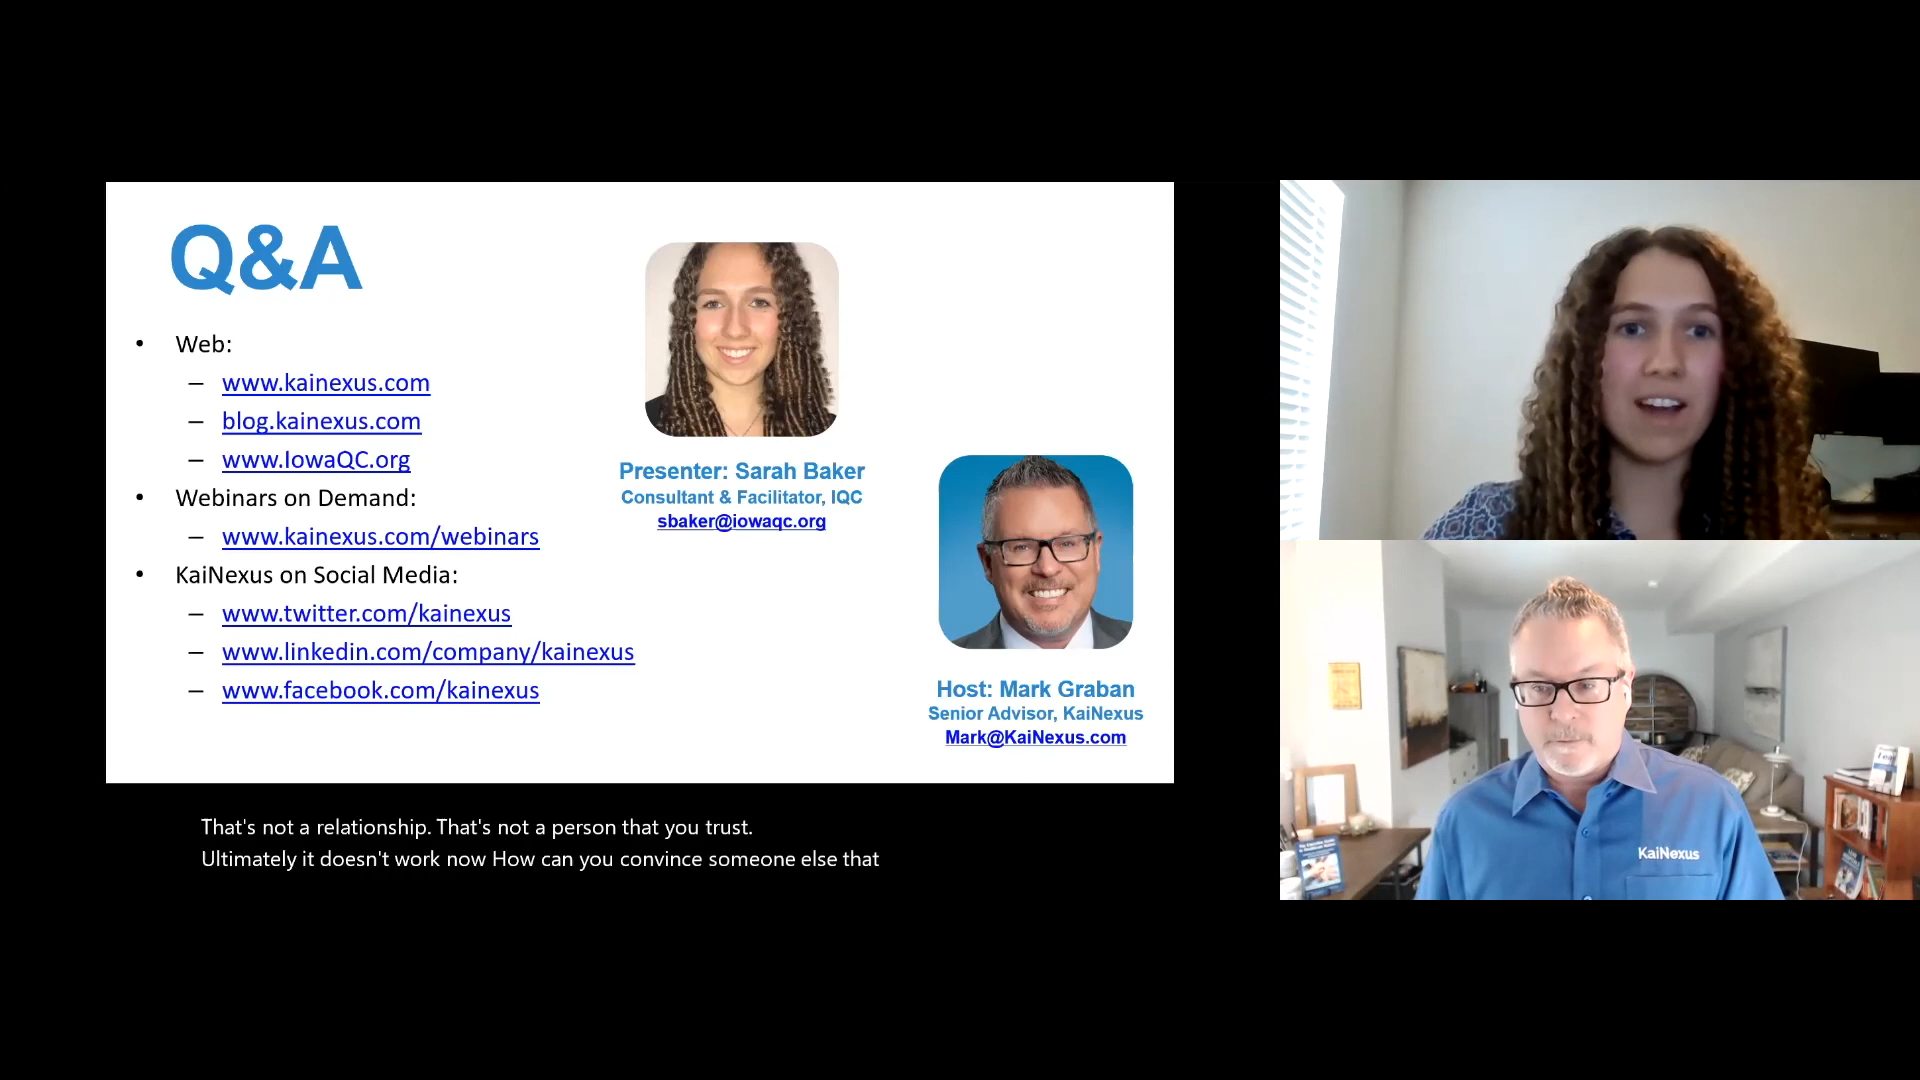 Q&A
• Web:
– www.kainexus.com
– blog.kainexus.com
– www.IowaQC.org
• Webinars on Demand:
– www.kainexus.com/webinars
• KaiNexus on Social Media:
– www.twitter.com/kainexus
– www.linkedin.com/company/kainexus
– www.facebook.com/kainexus
Presenter: Sarah Baker
Consultant & Facilitator, IQC
sbaker@iowaqc.org
Host: Mark Graban
Senior Advisor, KaiNexus
Mark@KaiNexus.com
That's not a relationship. That's not a person that you trust.
Ultimately it doesn't work now How can you convince someone else that
KaiNexus